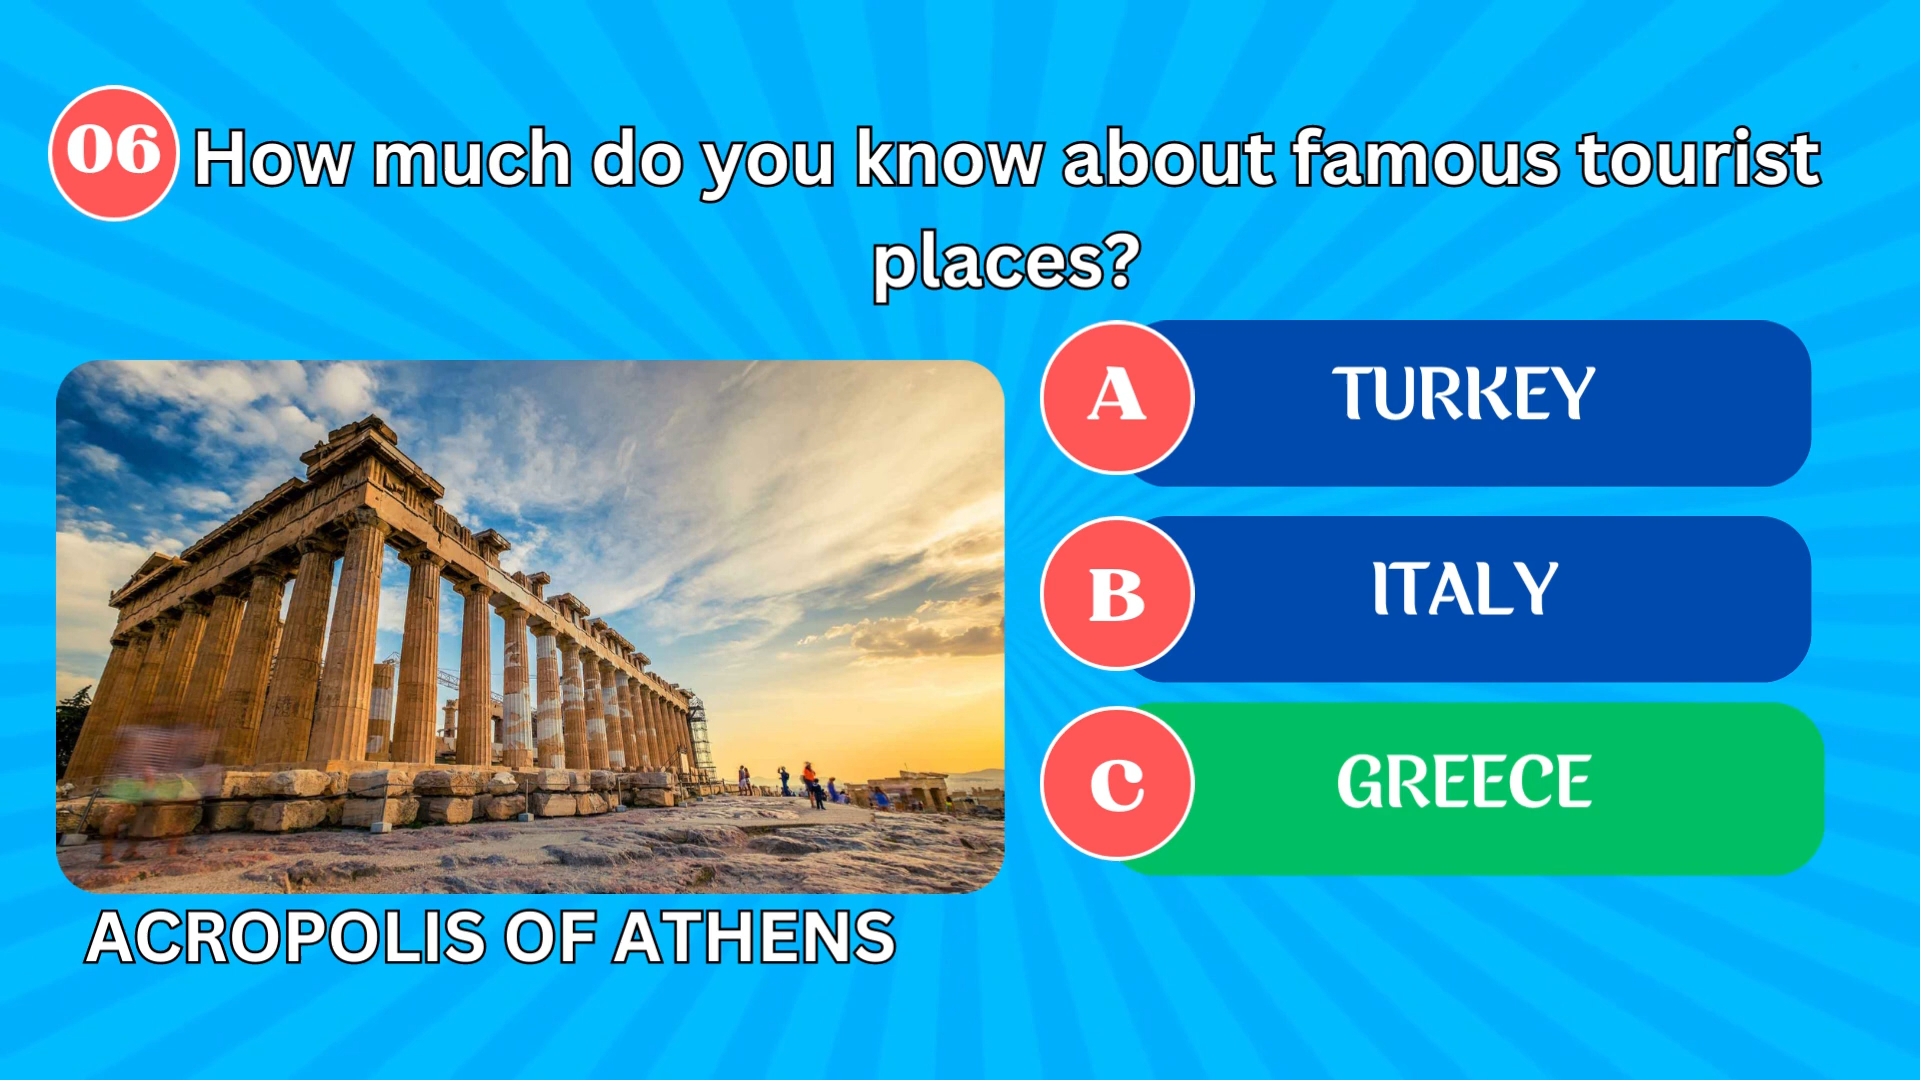 06
How much do you know about famous tourist
places?
A
TURKEY
B
ITALY
C
GREECE
ACROPOLIS OF ATHENS